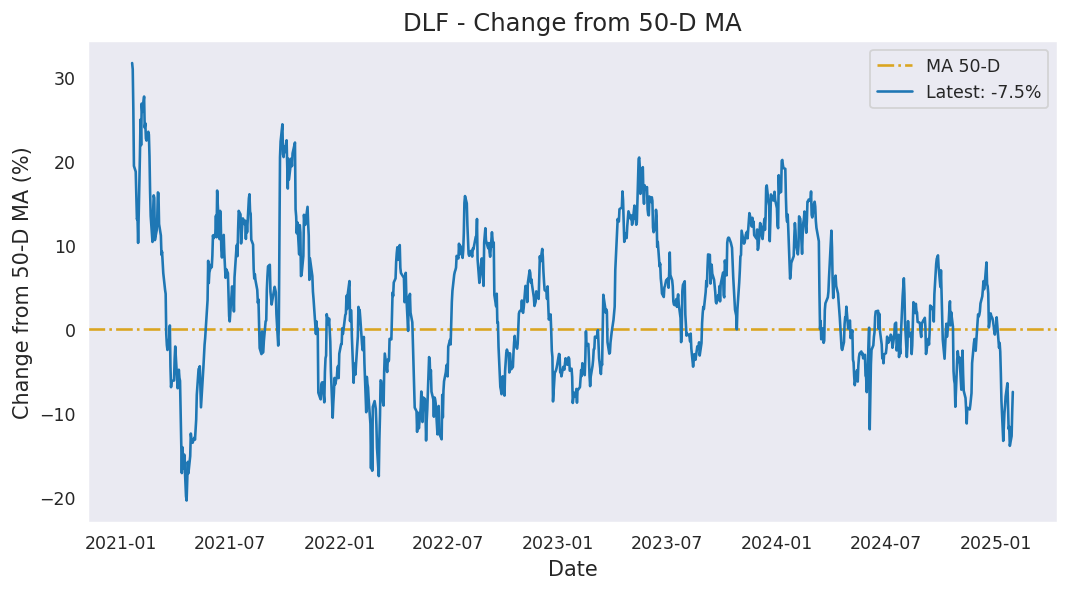 DLF - Change from 50-D MA
MA 50-D
Latest: -7.5%
Change from 50-D MA (%)
30
20
10
0
−10
−20
2021-01 2021-07 2022-01 2022-07 2023-01 2023-07 2024-01 2024-07 2025-01
Date